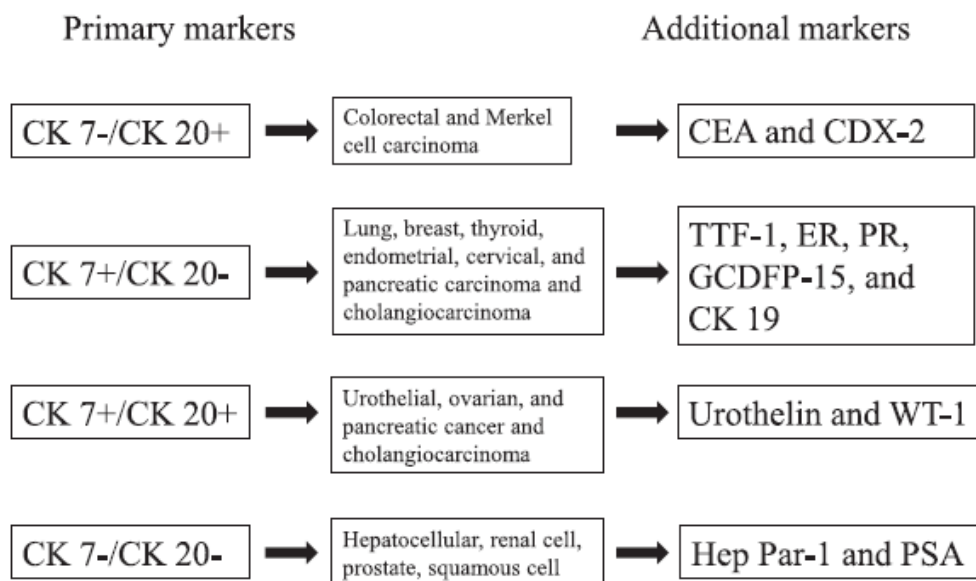 Primary markers
Additional markers
CK 7-/CK 20+
Colorectal and Merkel
cell carcinoma
CEA and CDX-2
CK 7+/CK 20-
Lung, breast, thyroid,
endometrial, cervical, and
pancreatic carcinoma and
cholangiocarcinoma
TTF-1, ER, PR,
GCDFP-15, and
CK 19
CK 7+/CK 20+
Urothelial, ovarian, and
pancreatic cancer and
cholangiocarcinoma
Urothelin and WT-1
CK 7-/CK 20-
Hepatocellular, renal cell,
prostate, squamous cell
Hep Par-1 and PSA